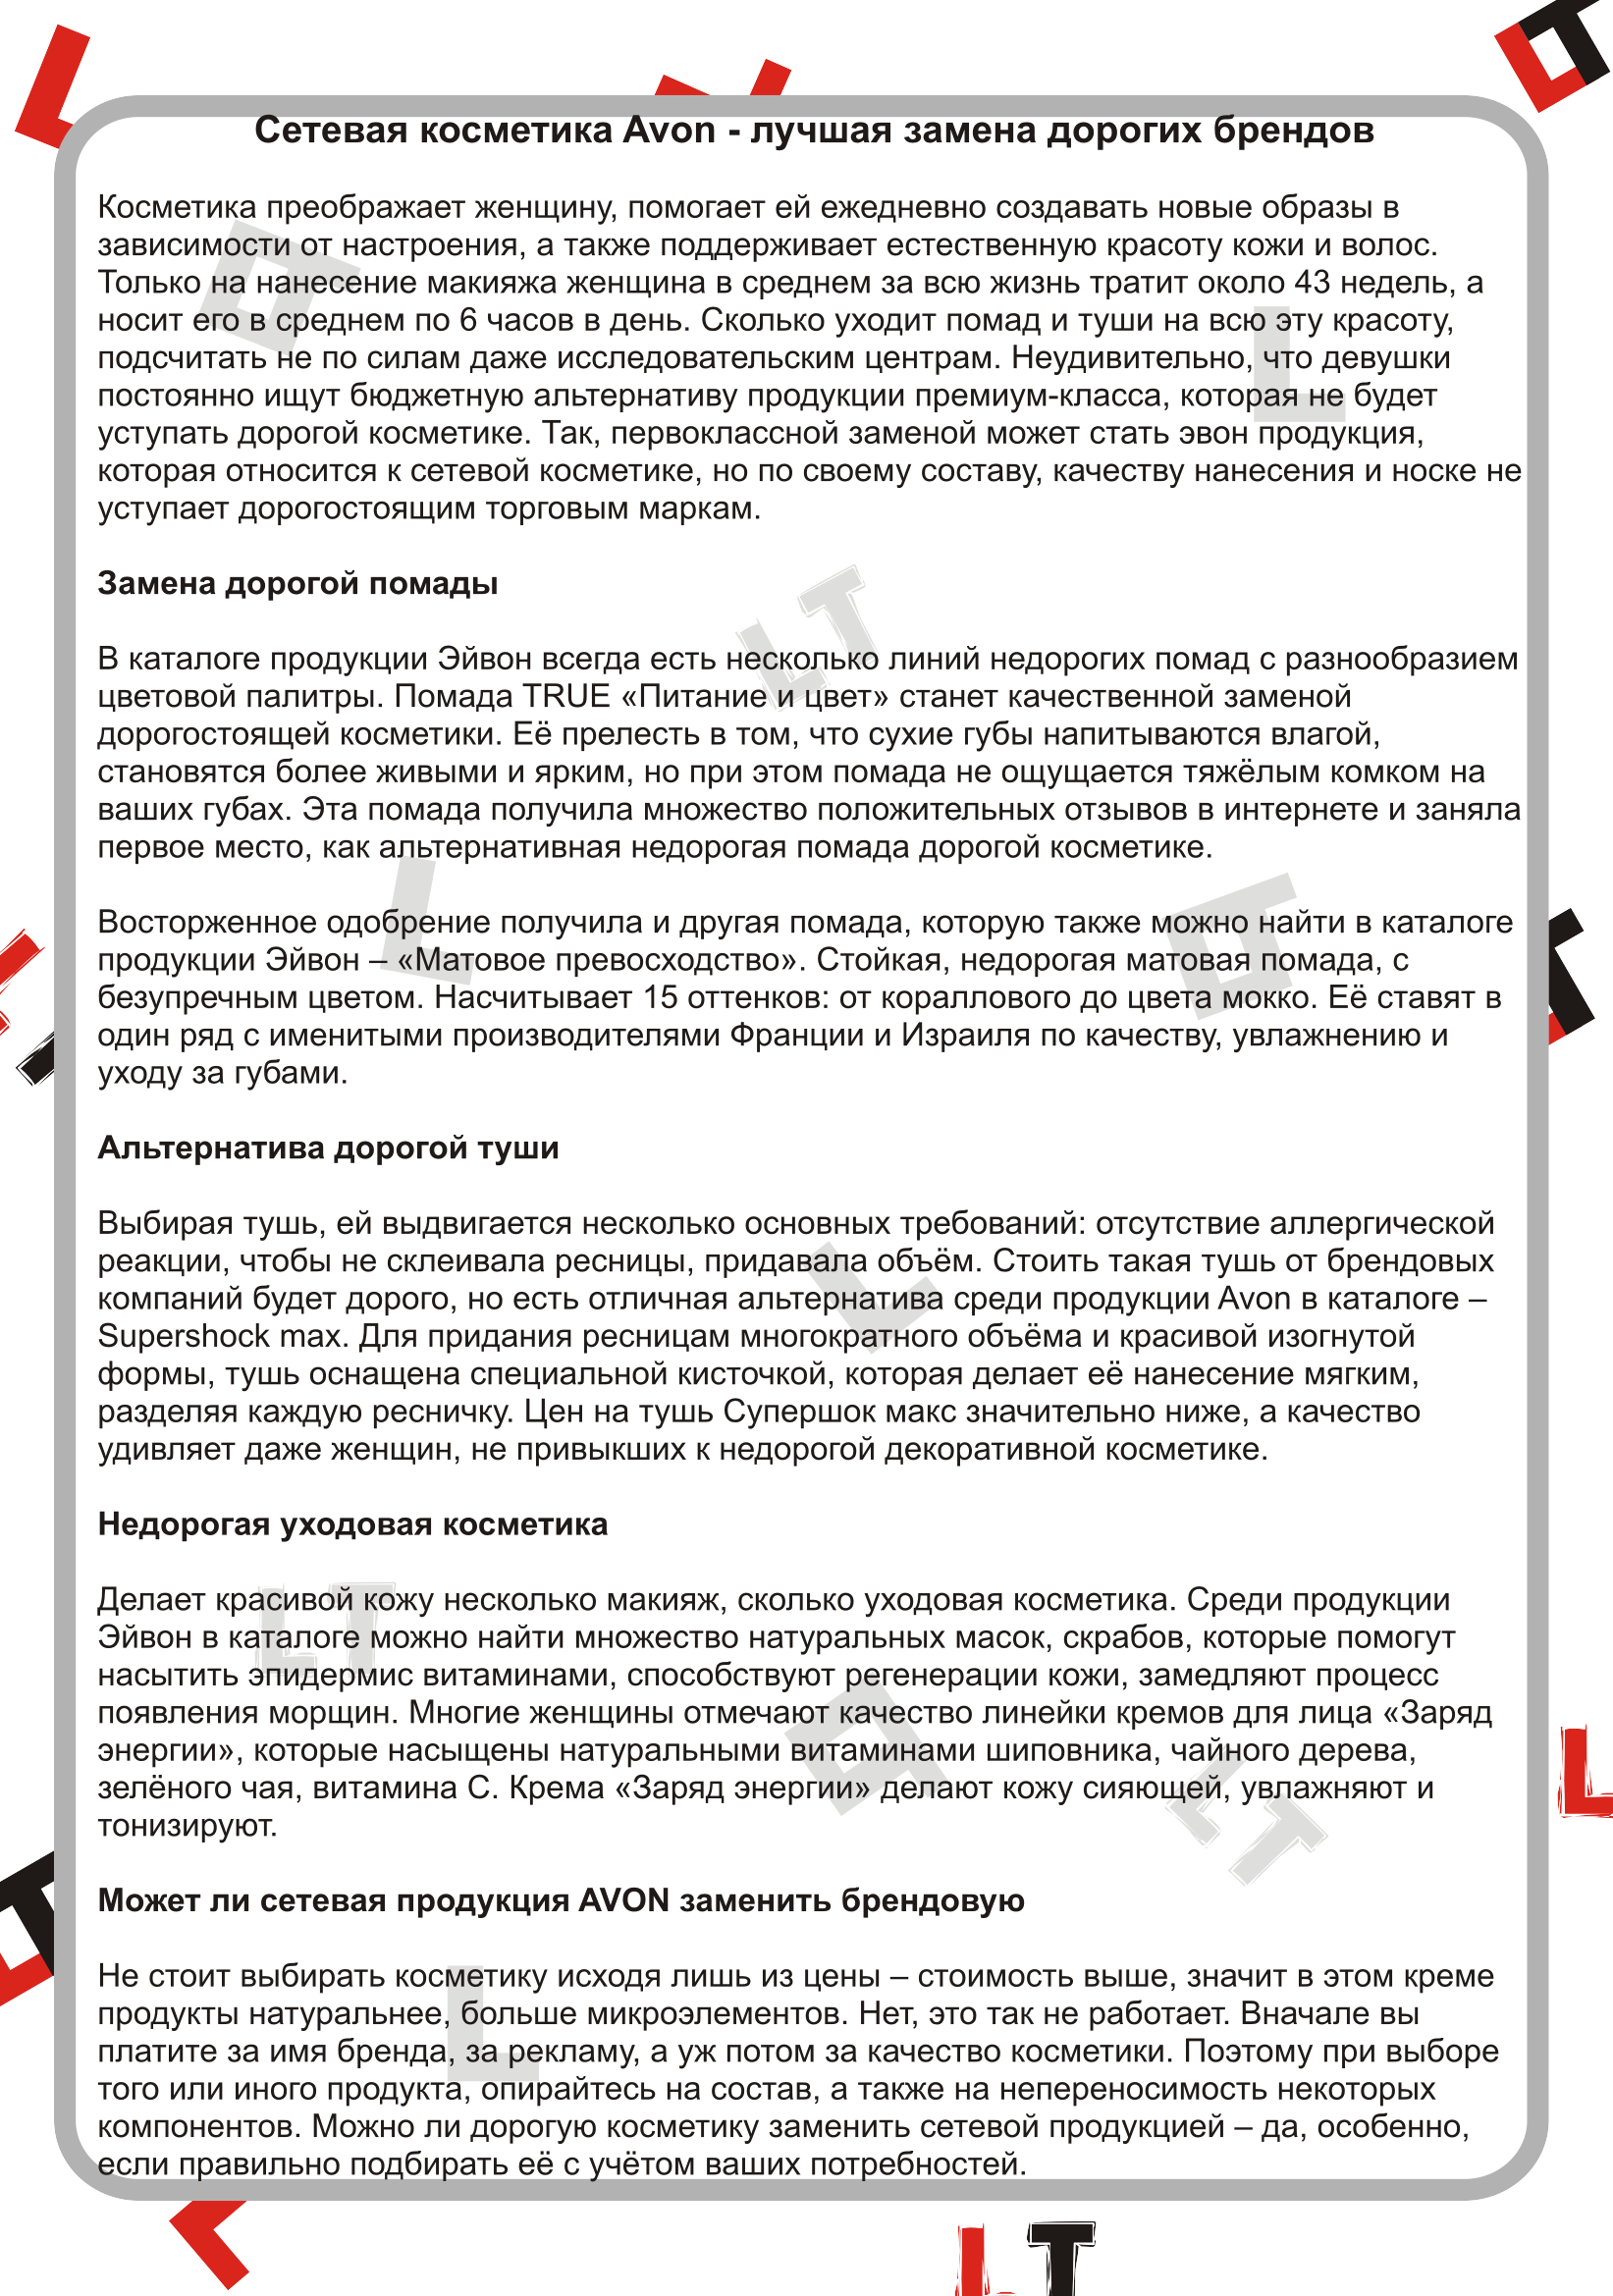 Сетевая косметика Avon - лучшая замена дорогих брендов
Косметика преображает женщину, помогает ей ежедневно создавать новые образы в
зависимости от настроения, а также поддерживает естественную красоту кожи и волос.
Только на нанесение макияжа женщина в среднем за всю жизнь тратит около 43 недель, а
носит его в среднем по 6 часов в день. Сколько уходит помад и туши на всю эту красоту,
подсчитать не по силам даже исследовательским центрам. Неудивительно, что девушки
постоянно ищут бюджетную альтернативу продукции премиум-класса, которая не будет
уступать дорогой косметике. Так, первоклассной заменой может стать эвон продукция,
которая относится к сетевой косметике, но по своему составу, качеству нанесения и носке не
уступает дорогостоящим торговым маркам.
Замена дорогой помады
В каталоге продукции Эйвон всегда есть несколько линий недорогих помад с разнообразием
цветовой палитры. Помада TRUE «Питание и цвет» станет качественной заменой
дорогостоящей косметики. Её прелесть в том, что сухие губы напитываются влагой,
становятся более живыми и ярким, но при этом помада не ощущается тяжёлым комком на
ваших губах. Эта помада получила множество положительных отзывов в интернете и заняла
первое место, как альтернативная недорогая помада дорогой косметике.
Восторженное одобрение получила и другая помада, которую также можно найти в каталоге
продукции Эйвон – «Матовое превосходство». Стойкая, недорогая матовая помада, с
безупречным цветом. Насчитывает 15 оттенков: от кораллового до цвета мокко. Её ставят в
один ряд с именитыми производителями Франции и Израиля по качеству, увлажнению и
уходу за губами.
Альтернатива дорогой туши
Выбирая тушь, ей выдвигается несколько основных требований: отсутствие аллергической
реакции, чтобы не склеивала ресницы, придавала объём. Стоить такая тушь от брендовых
компаний будет дорого, но есть отличная альтернатива среди продукции Avon в каталоге –
Supershock max. Для придания ресницам многократного объёма и красивой изогнутой
формы, тушь оснащена специальной кисточкой, которая делает её нанесение мягким,
разделяя каждую ресничку. Цен на тушь Супершок макс значительно ниже, а качество
удивляет даже женщин, не привыкших к недорогой декоративной косметике.
Недорогая уходовая косметика
Делает красивой кожу несколько макияж, сколько уходовая косметика. Среди продукции
Эйвон в каталоге можно найти множество натуральных масок, скрабов, которые помогут
насытить эпидермис витаминами, способствуют регенерации кожи, замедляют процесс
появления морщин. Многие женщины отмечают качество линейки кремов для лица «Заряд
энергии», которые насыщены натуральными витаминами шиповника, чайного дерева,
зелёного чая, витамина С. Крема «Заряд энергии» делают кожу сияющей, увлажняют и
тонизируют.
Может ли сетевая продукция AVON заменить брендовую
Не стоит выбирать косметику исходя лишь из цены – стоимость выше, значит в этом креме
продукты натуральнее, больше микроэлементов. Нет, это так не работает. Вначале вы
платите за имя бренда, за рекламу, а уж потом за качество косметики. Поэтому при выборе
того или иного продукта, опирайтесь на состав, а также на непереносимость некоторых
компонентов. Можно ли дорогую косметику заменить сетевой продукцией – да, особенно,
если правильно подбирать её с учётом ваших потребностей.
LT